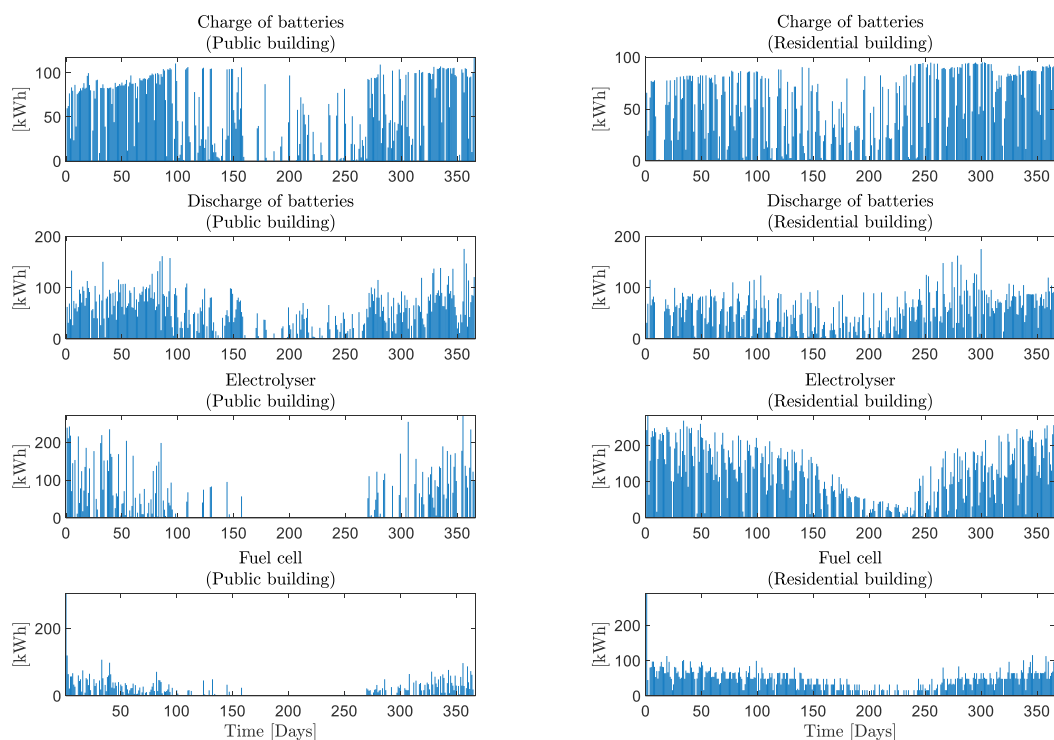 Charge of batteries
(Public building)
100
50
0
[kWh]
0 50 100 150 200 250 300 350
Charge of batteries
(Residential building)
100
50
0
[kWh]
0 50 100 150 200 250 300 350
Discharge of batteries
(Public building)
200
100
0
[kWh]
0 50 100 150 200 250 300 350
Discharge of batteries
(Residential building)
200
100
0
[kWh]
0 50 100 150 200 250 300 350
Electrolyser
(Public building)
200
100
0
[kWh]
0 50 100 150 200 250 300 350
Electrolyser
(Residential building)
200
100
0
[kWh]
0 50 100 150 200 250 300 350
Fuel cell
(Public building)
200
0
[kWh]
50 100 150 200 250 300 350
Time [Days]
Fuel cell
(Residential building)
200
100
0
[kWh]
0 50 100 150 200 250 300 350
Time [Days]